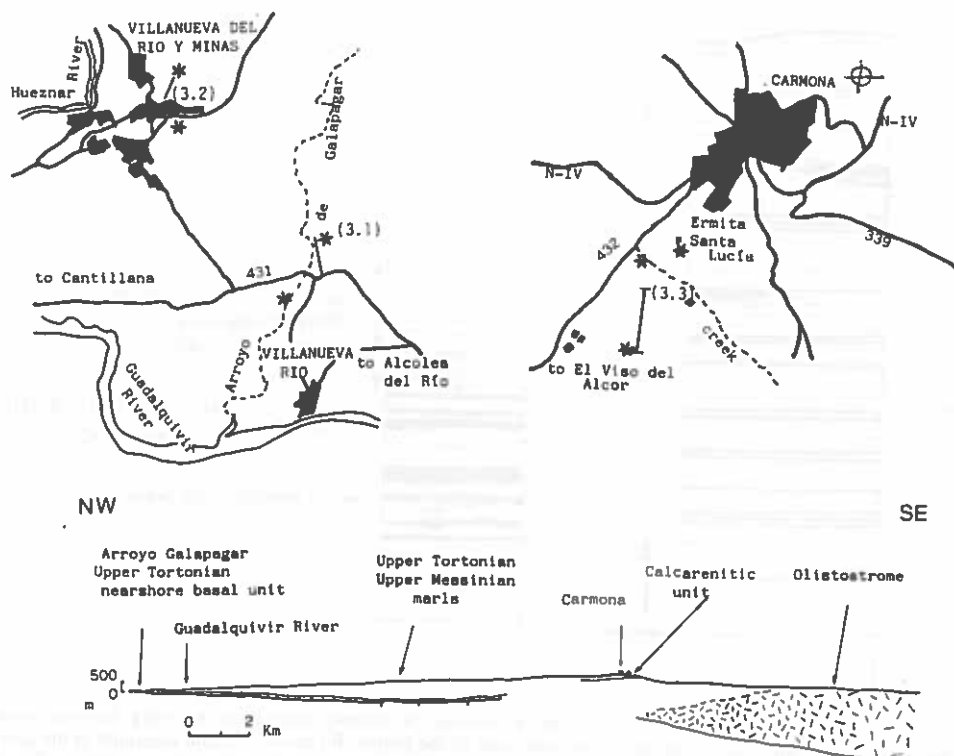 VILLANUEVA DEL
RIO Y MINAS
Hueznar River
(3.2)
Galapagar
de
(3.1)
to Cantillana
431
Arroyo
VILLANUEVA
RIO
to Alcolea
del Río
Guadalquivir
River
CARMONA
N-IV
N-IV
Ermita
Santa
Lucía
339
432
(3.3)
creek
to El Viso del
Alcor
NW
SE
Arroyo Galapagar
Upper Tortonian
nearshore basal unit
Guadalquivir River
Upper Tortonian
Upper Messinian
marls
Carmona
Calcarenitic
unit
Olistostrome
500
0
m
0 2
Km